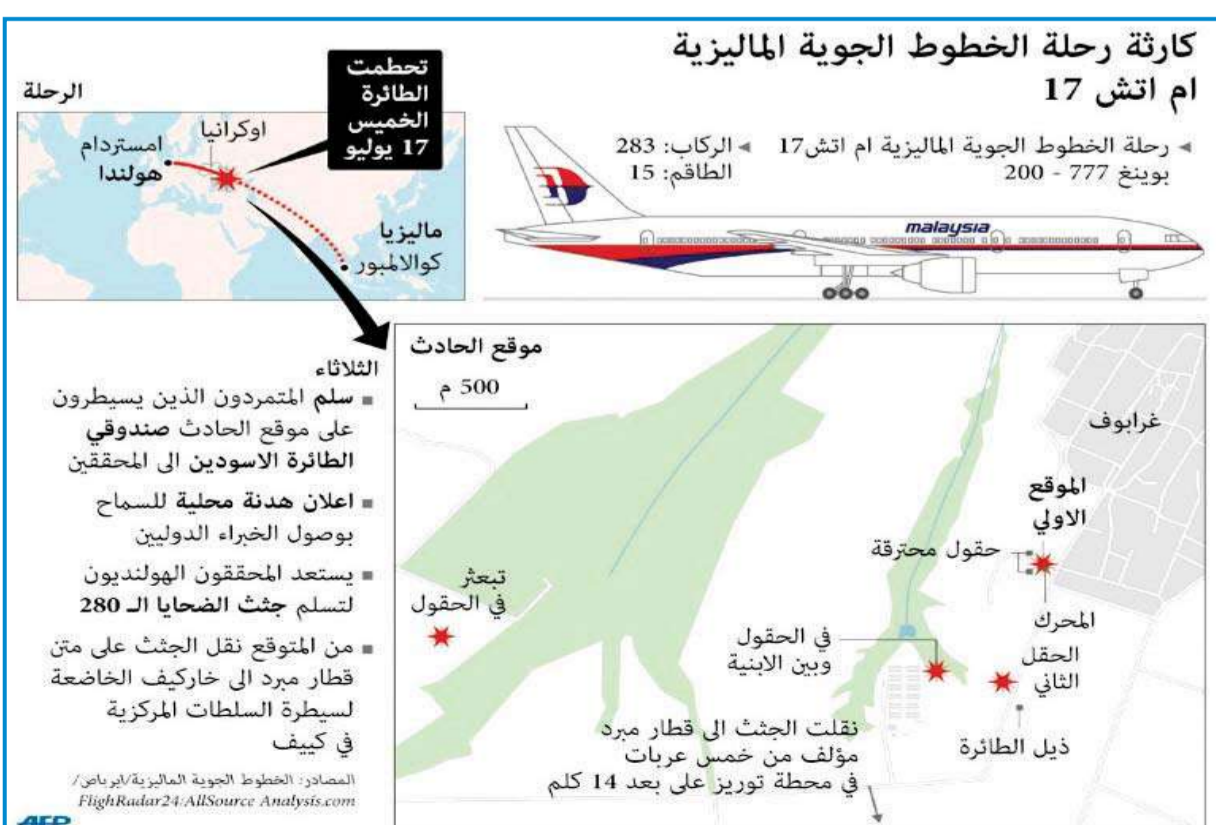 كارثة رحلة الخطوط الجوية الماليزية
ام اتش 17
◂ رحلة الخطوط الجوية الماليزية ام اتش17
بوينغ 777 - 200
◂ الركاب: 283
الطاقم: 15
malaysia
تحطمت
الطائرة
الخميس
17 يوليو
الرحلة
اوكرانيا
امستردام
هولندا
ماليزيا
كوالالمبور
موقع الحادث
500 م
غرابوف
الموقع
الاولي
حقول محترقة
المحرك
الحقل
الثاني
ذيل الطائرة
في الحقول
وبين الابنية
تبعثر
في الحقول
نقلت الجثث الى قطار مبرد
مؤلف من خمس عربات
في محطة توريز على بعد 14 كلم
الثلاثاء
▪ سلم المتمردون الذين يسيطرون
على موقع الحادث صندوقي
الطائرة الاسودين الى المحققين
▪ اعلان هدنة محلية للسماح
بوصول الخبراء الدوليين
▪ يستعد المحققون الهولنديون
لتسلم جثث الضحايا الـ 280
▪ من المتوقع نقل الجثث على متن
قطار مبرد الى خاركيف الخاضعة
لسيطرة السلطات المركزية
في كييف
المصادر: الخطوط الجوية الماليزية/ايرباص/
FlighRadar24/AllSource Analysis.com
AFP